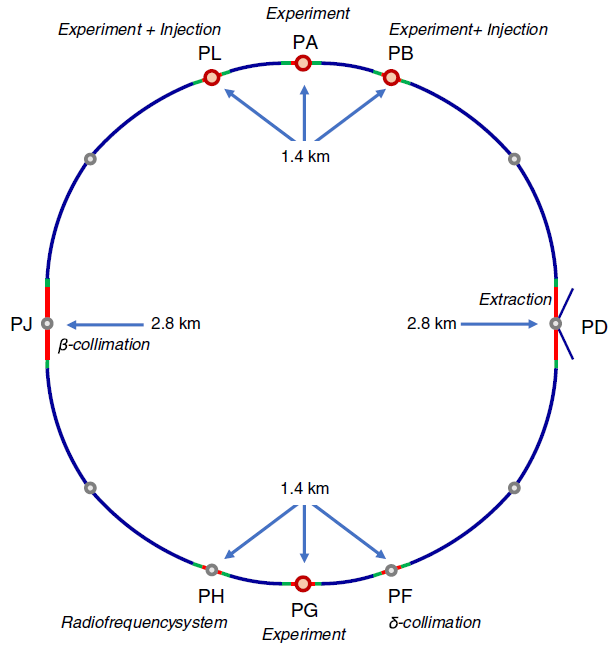 Experiment
Experiment + Injection
Experiment+ Injection
PL
PA
PB
1.4 km
Extraction
PJ
2.8 km
2.8 km
PD
β-collimation
1.4 km
PH
PG
PF
Radiofrequencysystem
Experiment
δ-collimation